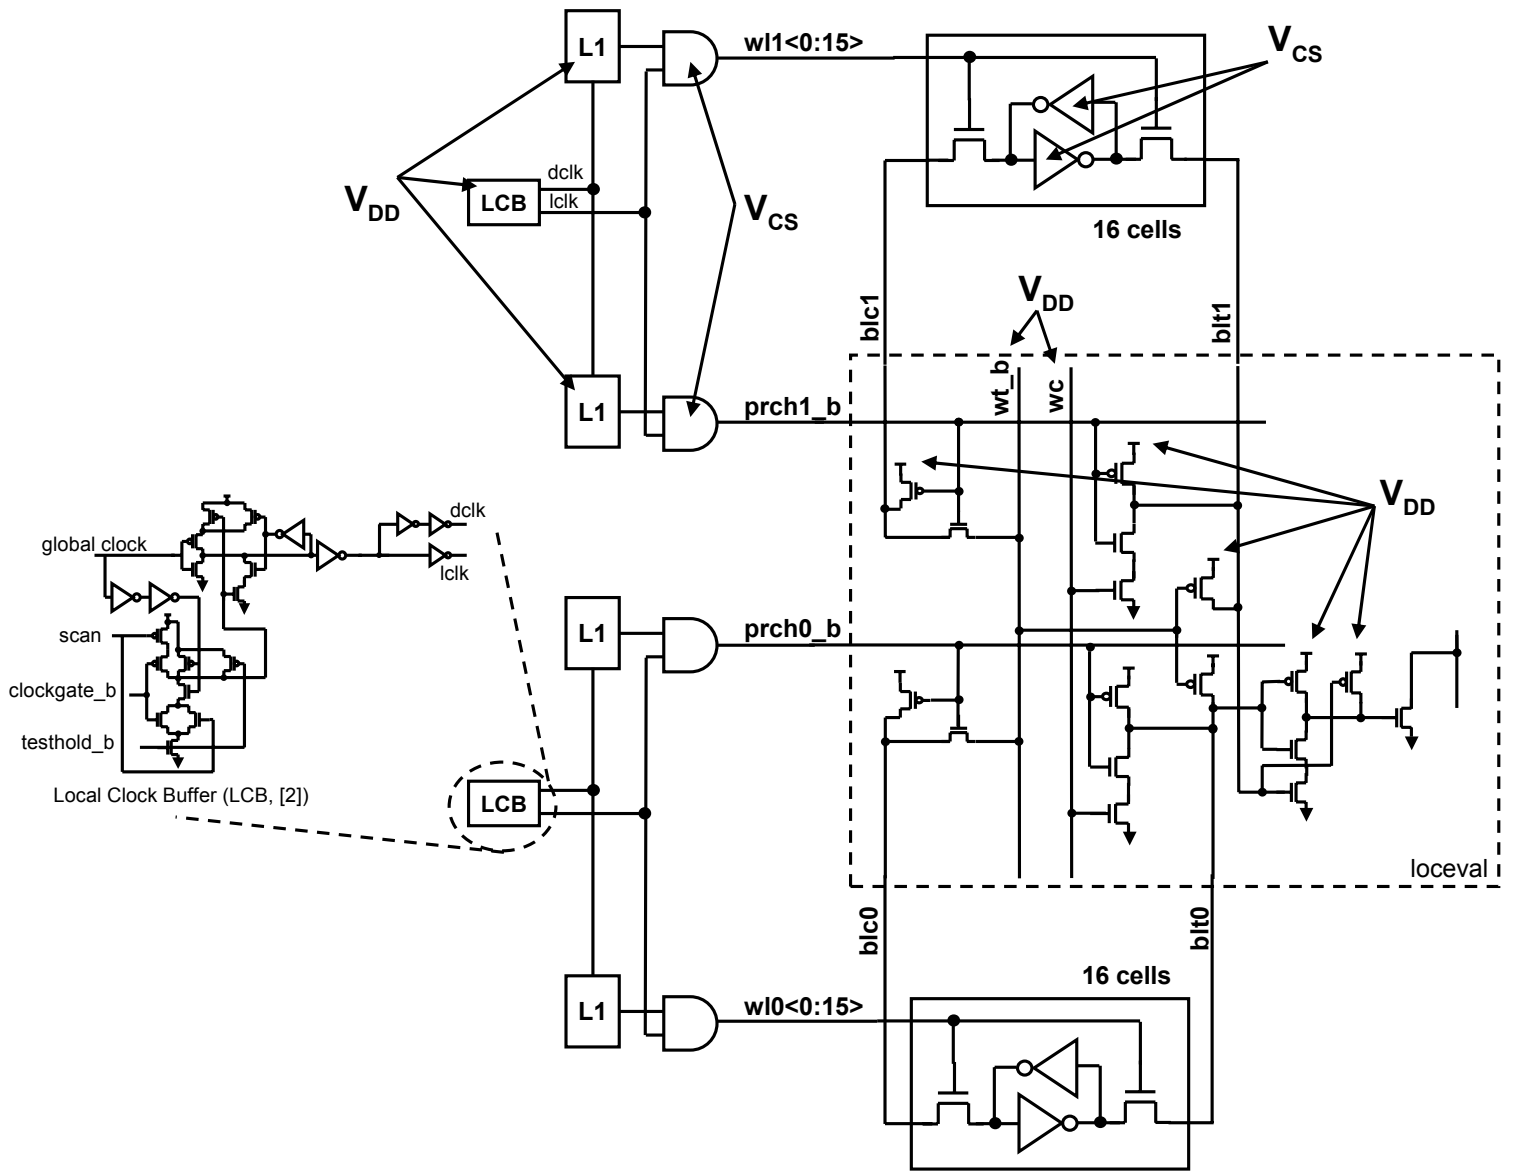 L1
wl1<0:15>
VCS
dclk
LCB
lclk
VDD
VCS
16 cells
VDD
blc1
blt1
wt_b
wc
L1
prch1_b
VDD
dclk
global clock
lclk
L1
scan
prch0_b
clockgate_b
testhold_b
Local Clock Buffer (LCB, [2])
LCB
loceval
blc0
blt0
16 cells
L1
wl0<0:15>